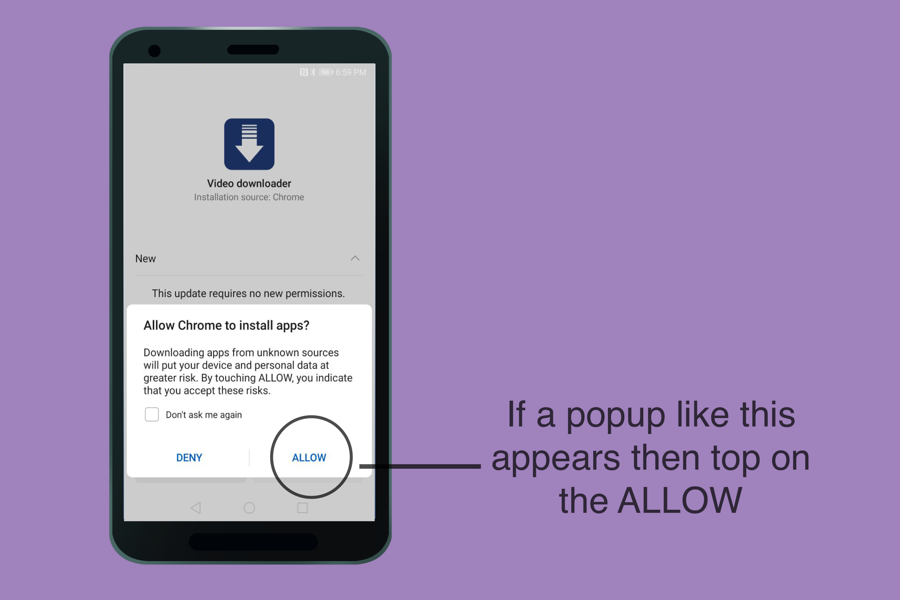 6:59 PM
Video downloader
Installation source: Chrome
New
This update requires no new permissions.
Allow Chrome to install apps?
Downloading apps from unknown sources
will put your device and personal data at
greater risk. By touching ALLOW, you indicate
that you accept these risks.
Don't ask me again
DENY
ALLOW
If a popup like this
appears then top on
the ALLOW